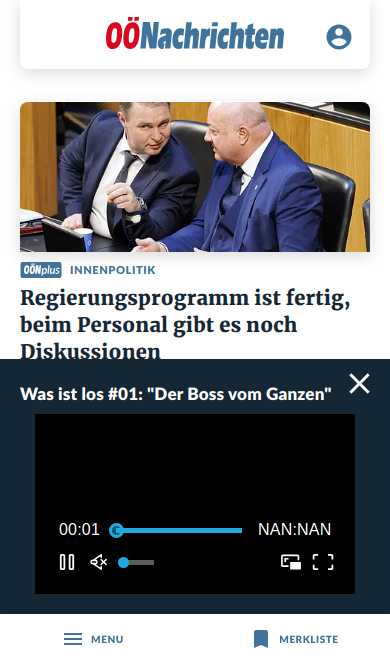 OÖNachrichten
OÖNplus INNENPOLITIK
Regierungsprogramm ist fertig,
beim Personal gibt es noch
Diskussionen
Was ist los #01: "Der Boss vom Ganzen"
00:01 NAN:NAN
MENU MERKLISTE